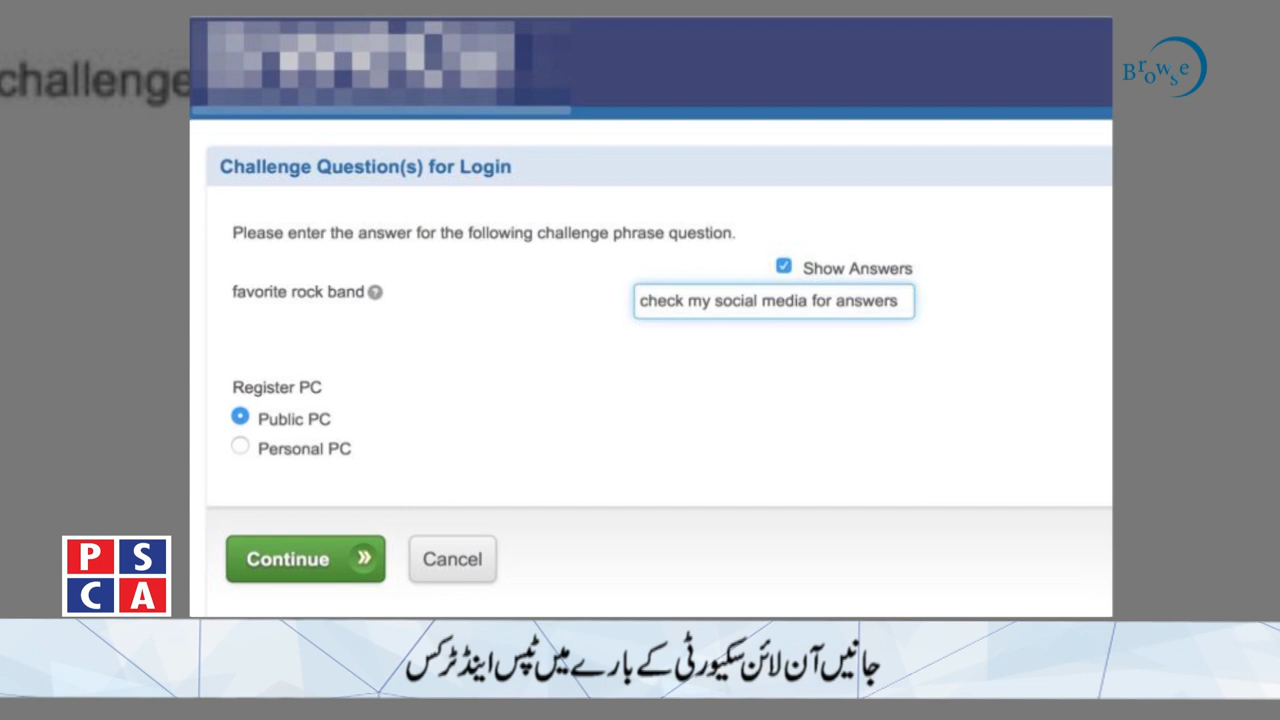 challenge
Browse
Challenge Question(s) for Login
Please enter the answer for the following challenge phrase question.
Show Answers
favorite rock band
check my social media for answers
Register PC
Public PC
Personal PC
Continue
Cancel
P S
C A
جانیں آن لائن سکیورٹی کے بارے میں ٹپس اینڈ ٹرکس